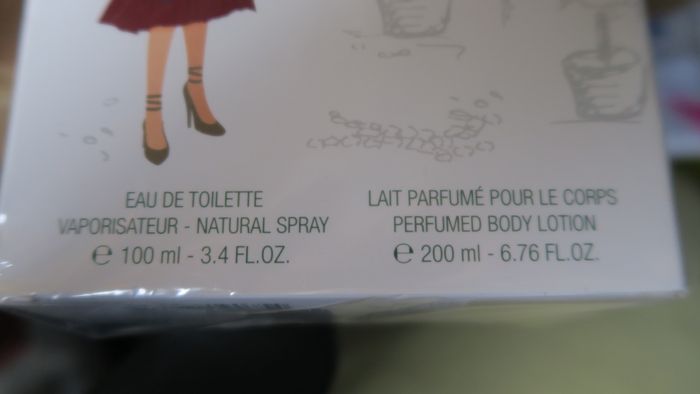 EAU DE TOILETTE
VAPORISATEUR - NATURAL SPRAY
℮ 100 ml - 3.4 FL.OZ.
LAIT PARFUMÉ POUR LE CORPS
PERFUMED BODY LOTION
℮ 200 ml - 6.76 FL.OZ.